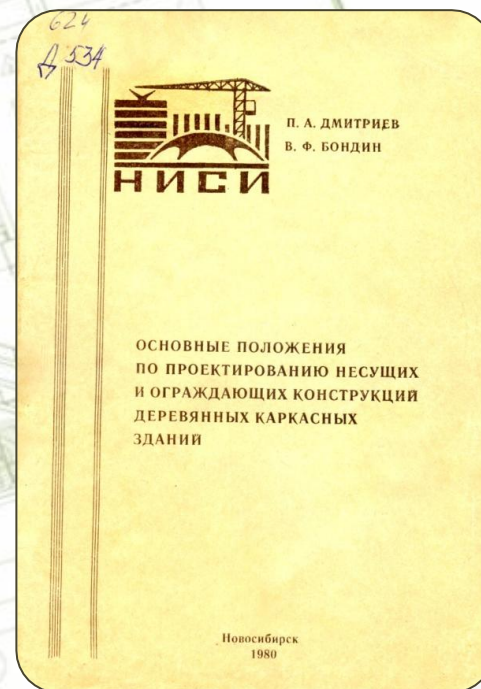 624
Д 534
НИСИ
П. А. ДМИТРИЕВ
В. Ф. БОНДИН
ОСНОВНЫЕ ПОЛОЖЕНИЯ
ПО ПРОЕКТИРОВАНИЮ НЕСУЩИХ
И ОГРАЖДАЮЩИХ КОНСТРУКЦИЙ
ДЕРЕВЯННЫХ КАРКАСНЫХ
ЗДАНИЙ
Новосибирск
1980